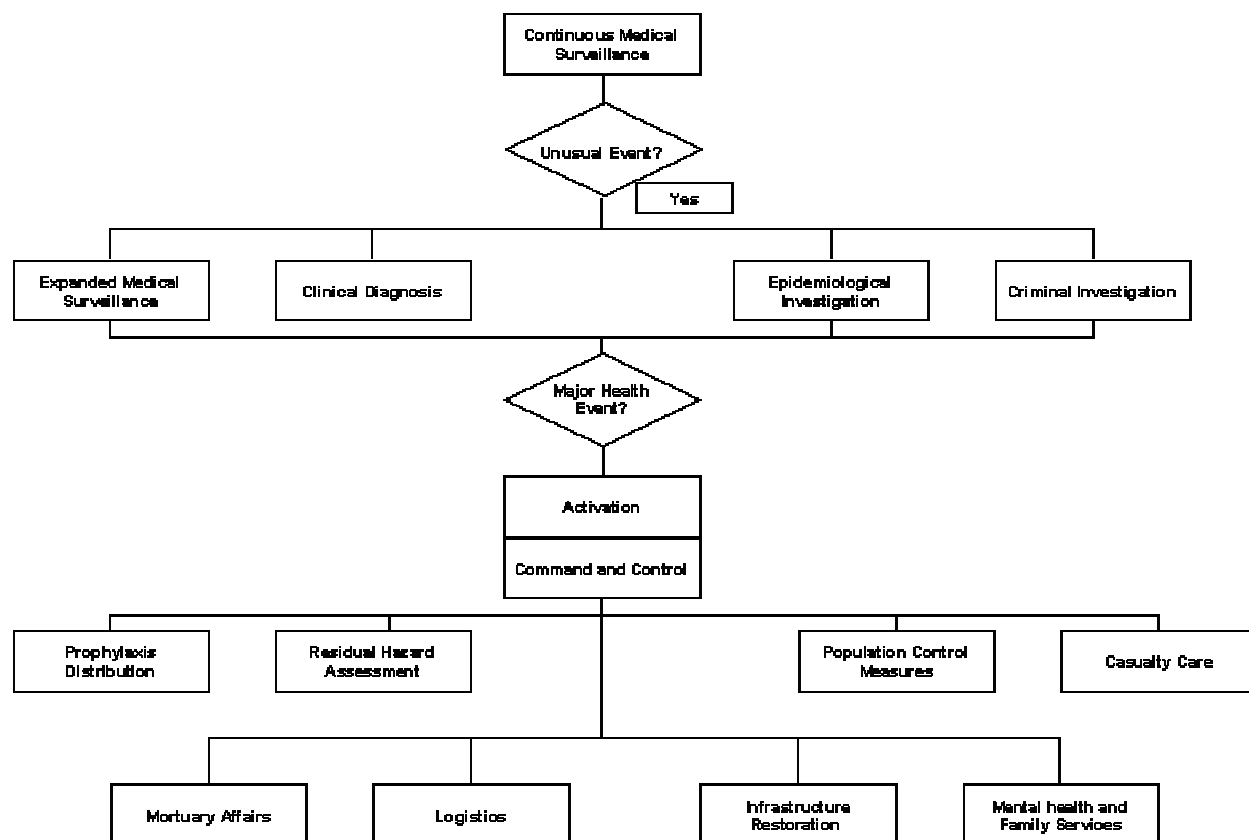 Continuous Medical
Surveillance
Unusual Event?
Yes
Expanded Medical
Surveillance
Clinical Diagnosis
Epidemiological
Investigation
Criminal Investigation
Major Health
Event?
Activation
Command and Control
Prophylaxis
Distribution
Residual Hazard
Assessment
Population Control
Measures
Casualty Care
Mortuary Affairs
Logistics
Infrastructure
Restoration
Mental health and
Family Services